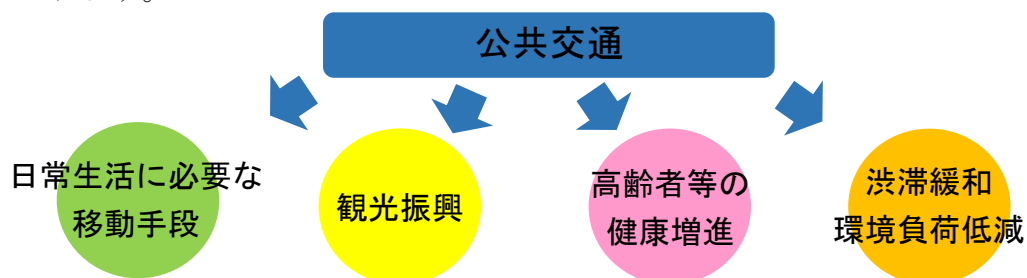 公共交通
日常生活に必要な
移動手段
観光振興
高齢者等の
健康増進
渋滞緩和
環境負荷低減